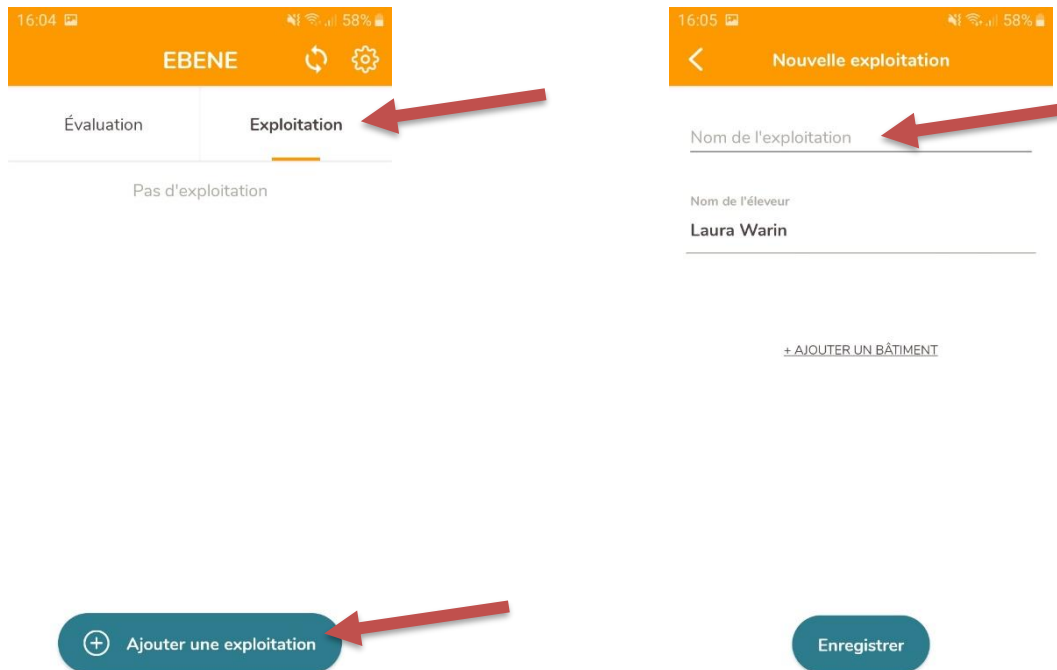 16:04 58%
EBENE
Évaluation Exploitation
Pas d'exploitation
Ajouter une exploitation
16:05 58%
Nouvelle exploitation
Nom de l'exploitation
Nom de l'éleveur
Laura Warin
+ AJOUTER UN BÂTIMENT
Enregistrer